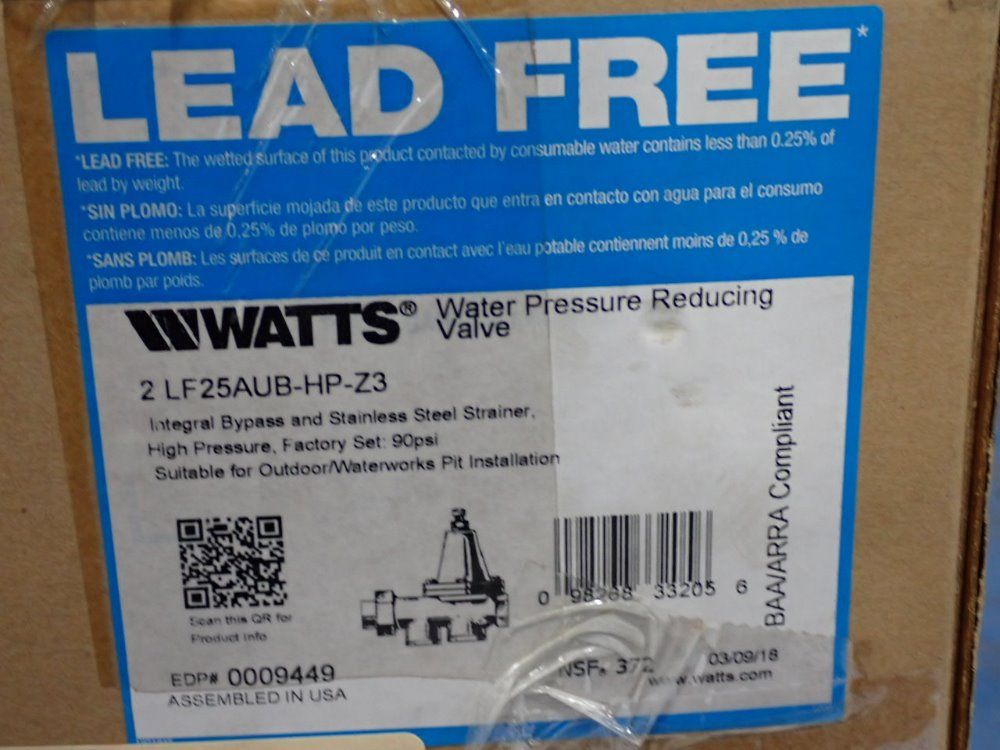 LEAD FREE*
*LEAD FREE: The wetted surface of this product contacted by consumable water contains less than 0.25% of
lead by weight.
*SIN PLOMO: La superficie mojada de este producto que entra en contacto con agua para el consumo
contiene menos de 0.25% de plomo por peso.
*SANS PLOMB: Les surfaces de ce produit en contact avec l'eau potable contiennent moins de 0,25 % de
plomb par poids.
WATTS® Water Pressure Reducing
Valve
2 LF25AUB-HP-Z3
Integral Bypass and Stainless Steel Strainer,
High Pressure, Factory Set: 90psi
Suitable for Outdoor/Waterworks Pit Installation
BAA/ARRA Compliant
Scan this QR for
Product Info
0 98268 33205 6
EDP# 0009449
ASSEMBLED IN USA
NSF® 372
03/09/18
www.watts.com